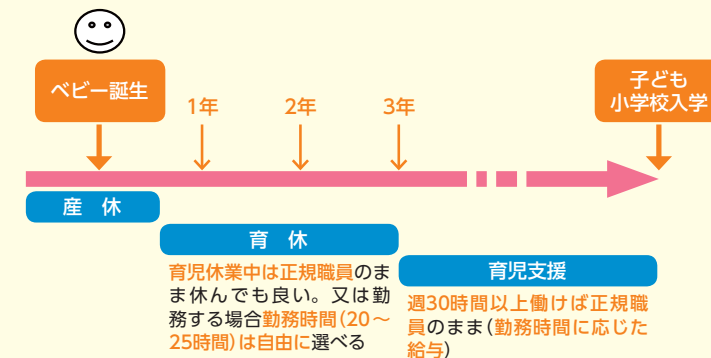 ベビー誕生
1年
2年
3年
子ども
小学校入学
産　休
育　休
育児休業中は正規職員のま
ま休んでも良い。又は勤
務する場合勤務時間(20～
25時間)は自由に選べる
育児支援
週30時間以上働けば正規職
員のまま(勤務時間に応じた
給与)